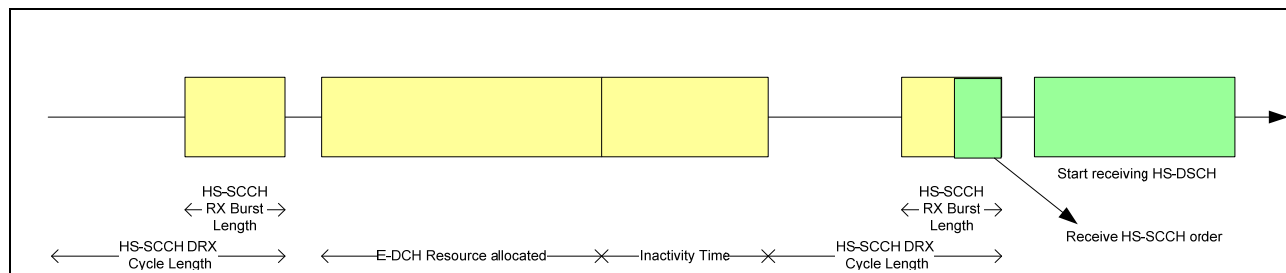 HS-SCCH
RX Burst
Length
HS-SCCH DRX
Cycle Length
E-DCH Resource allocated
Inactivity Time
HS-SCCH
RX Burst
Length
HS-SCCH DRX
Cycle Length
Start receiving HS-DSCH
Receive HS-SCCH order